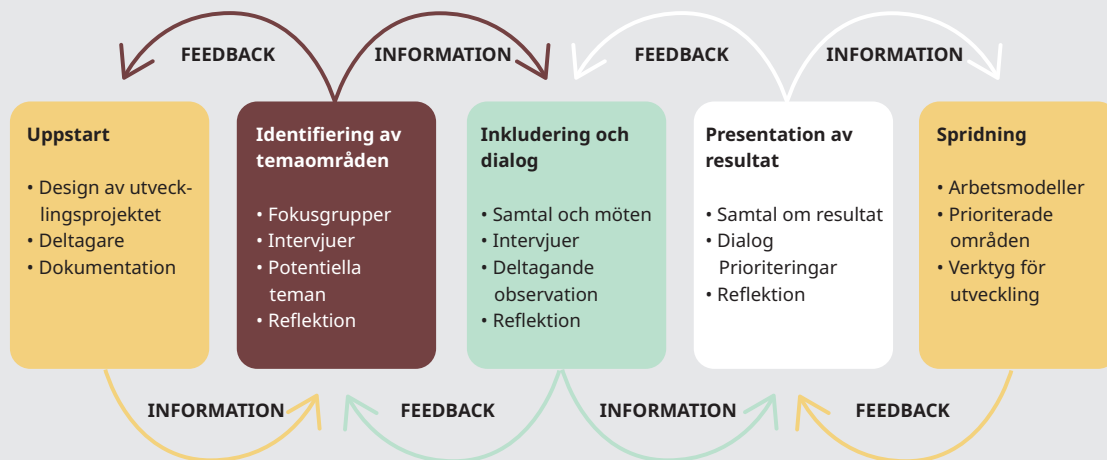 FEEDBACK
INFORMATION
FEEDBACK
INFORMATION
Uppstart
• Design av utveck-
lingsprojektet
• Deltagare
• Dokumentation
Identifiering av
temaområden
• Fokusgrupper
• Intervjuer
• Potentiella
teman
• Reflektion
Inkludering och
dialog
• Samtal och möten
• Intervjuer
• Deltagande
observation
• Reflektion
Presentation av
resultat
• Samtal om resultat
• Dialog
Prioriteringar
• Reflektion
Spridning
• Arbetsmodeller
• Prioriterade
områden
• Verktyg för
utveckling
INFORMATION
FEEDBACK
INFORMATION
FEEDBACK